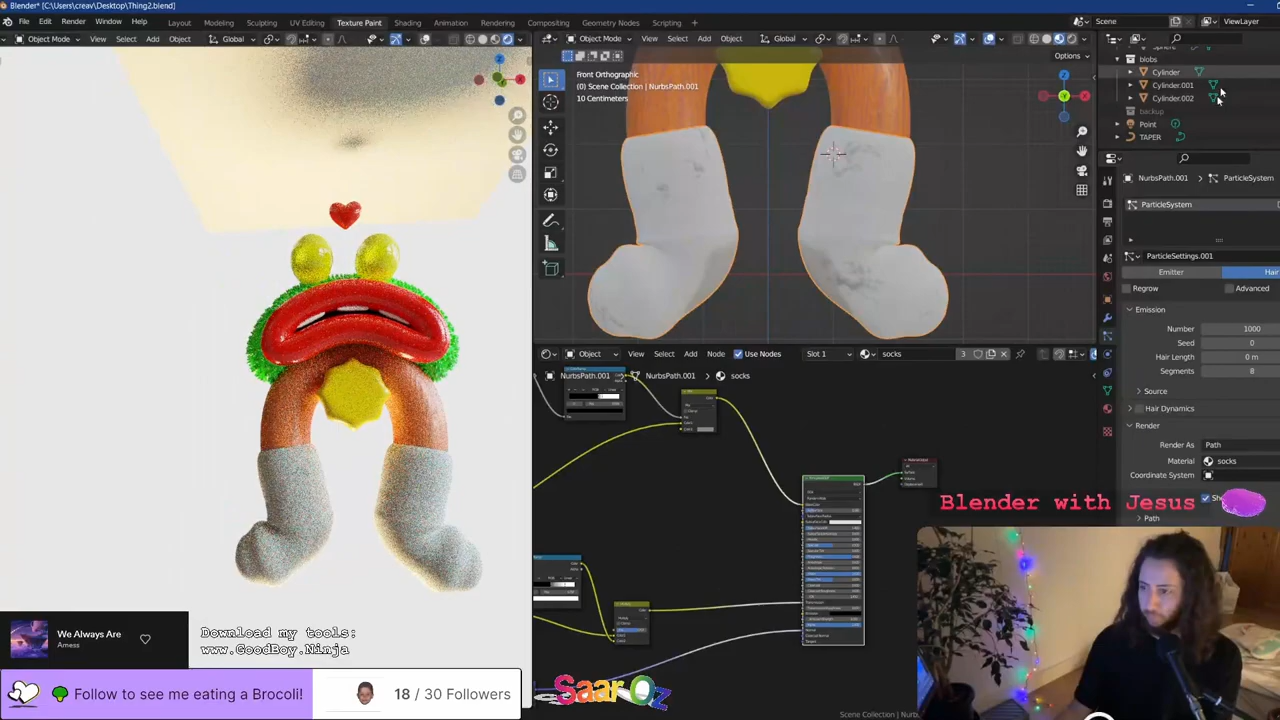 Blender* [C:\Users\creav\Desktop\Thing2.blend]
File Edit Render Window Help
Layout Modeling Sculpting UV Editing Texture Paint Shading Animation Rendering Compositing Geometry Nodes Scripting +
Scene
ViewLayer
Object Mode View Select Add Object Global
Object Mode View Select Add Object Global
Options
Front Orthographic
(0) Scene Collection | NurbsPath.001
10 Centimeters
blobs
Cylinder
Cylinder.001
Cylinder.002
backup
Point
TAPER
NurbsPath.001 ParticleSystem
ParticleSystem
ParticleSettings.001
Emitter Hair
Regrow Advanced
Emission
Number 1000
Seed 0
Hair Length 0 m
Segments 8
Source
Hair Dynamics
Render
Render As Path
Material socks
Coordinate System
Path
Object View Select Add Node Use Nodes Slot 1 socks 3
NurbsPath.001 NurbsPath.001 socks
Blender with Jesus
We Always Are
Amess
Download my tools
www.GoodBoy.Ninja
Follow to see me eating a Brocoli!
18 / 30 Followers
Saar Oz